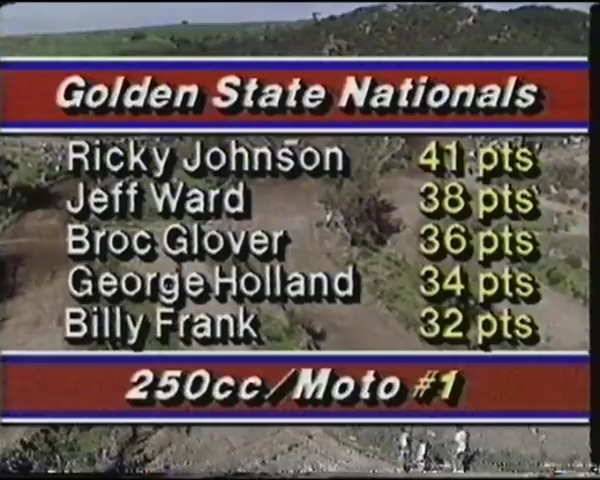 Golden State Nationals
Ricky Johnson 41 pts
Jeff Ward 38 pts
Broc Glover 36 pts
George Holland 34 pts
Billy Frank 32 pts
250cc/Moto #1